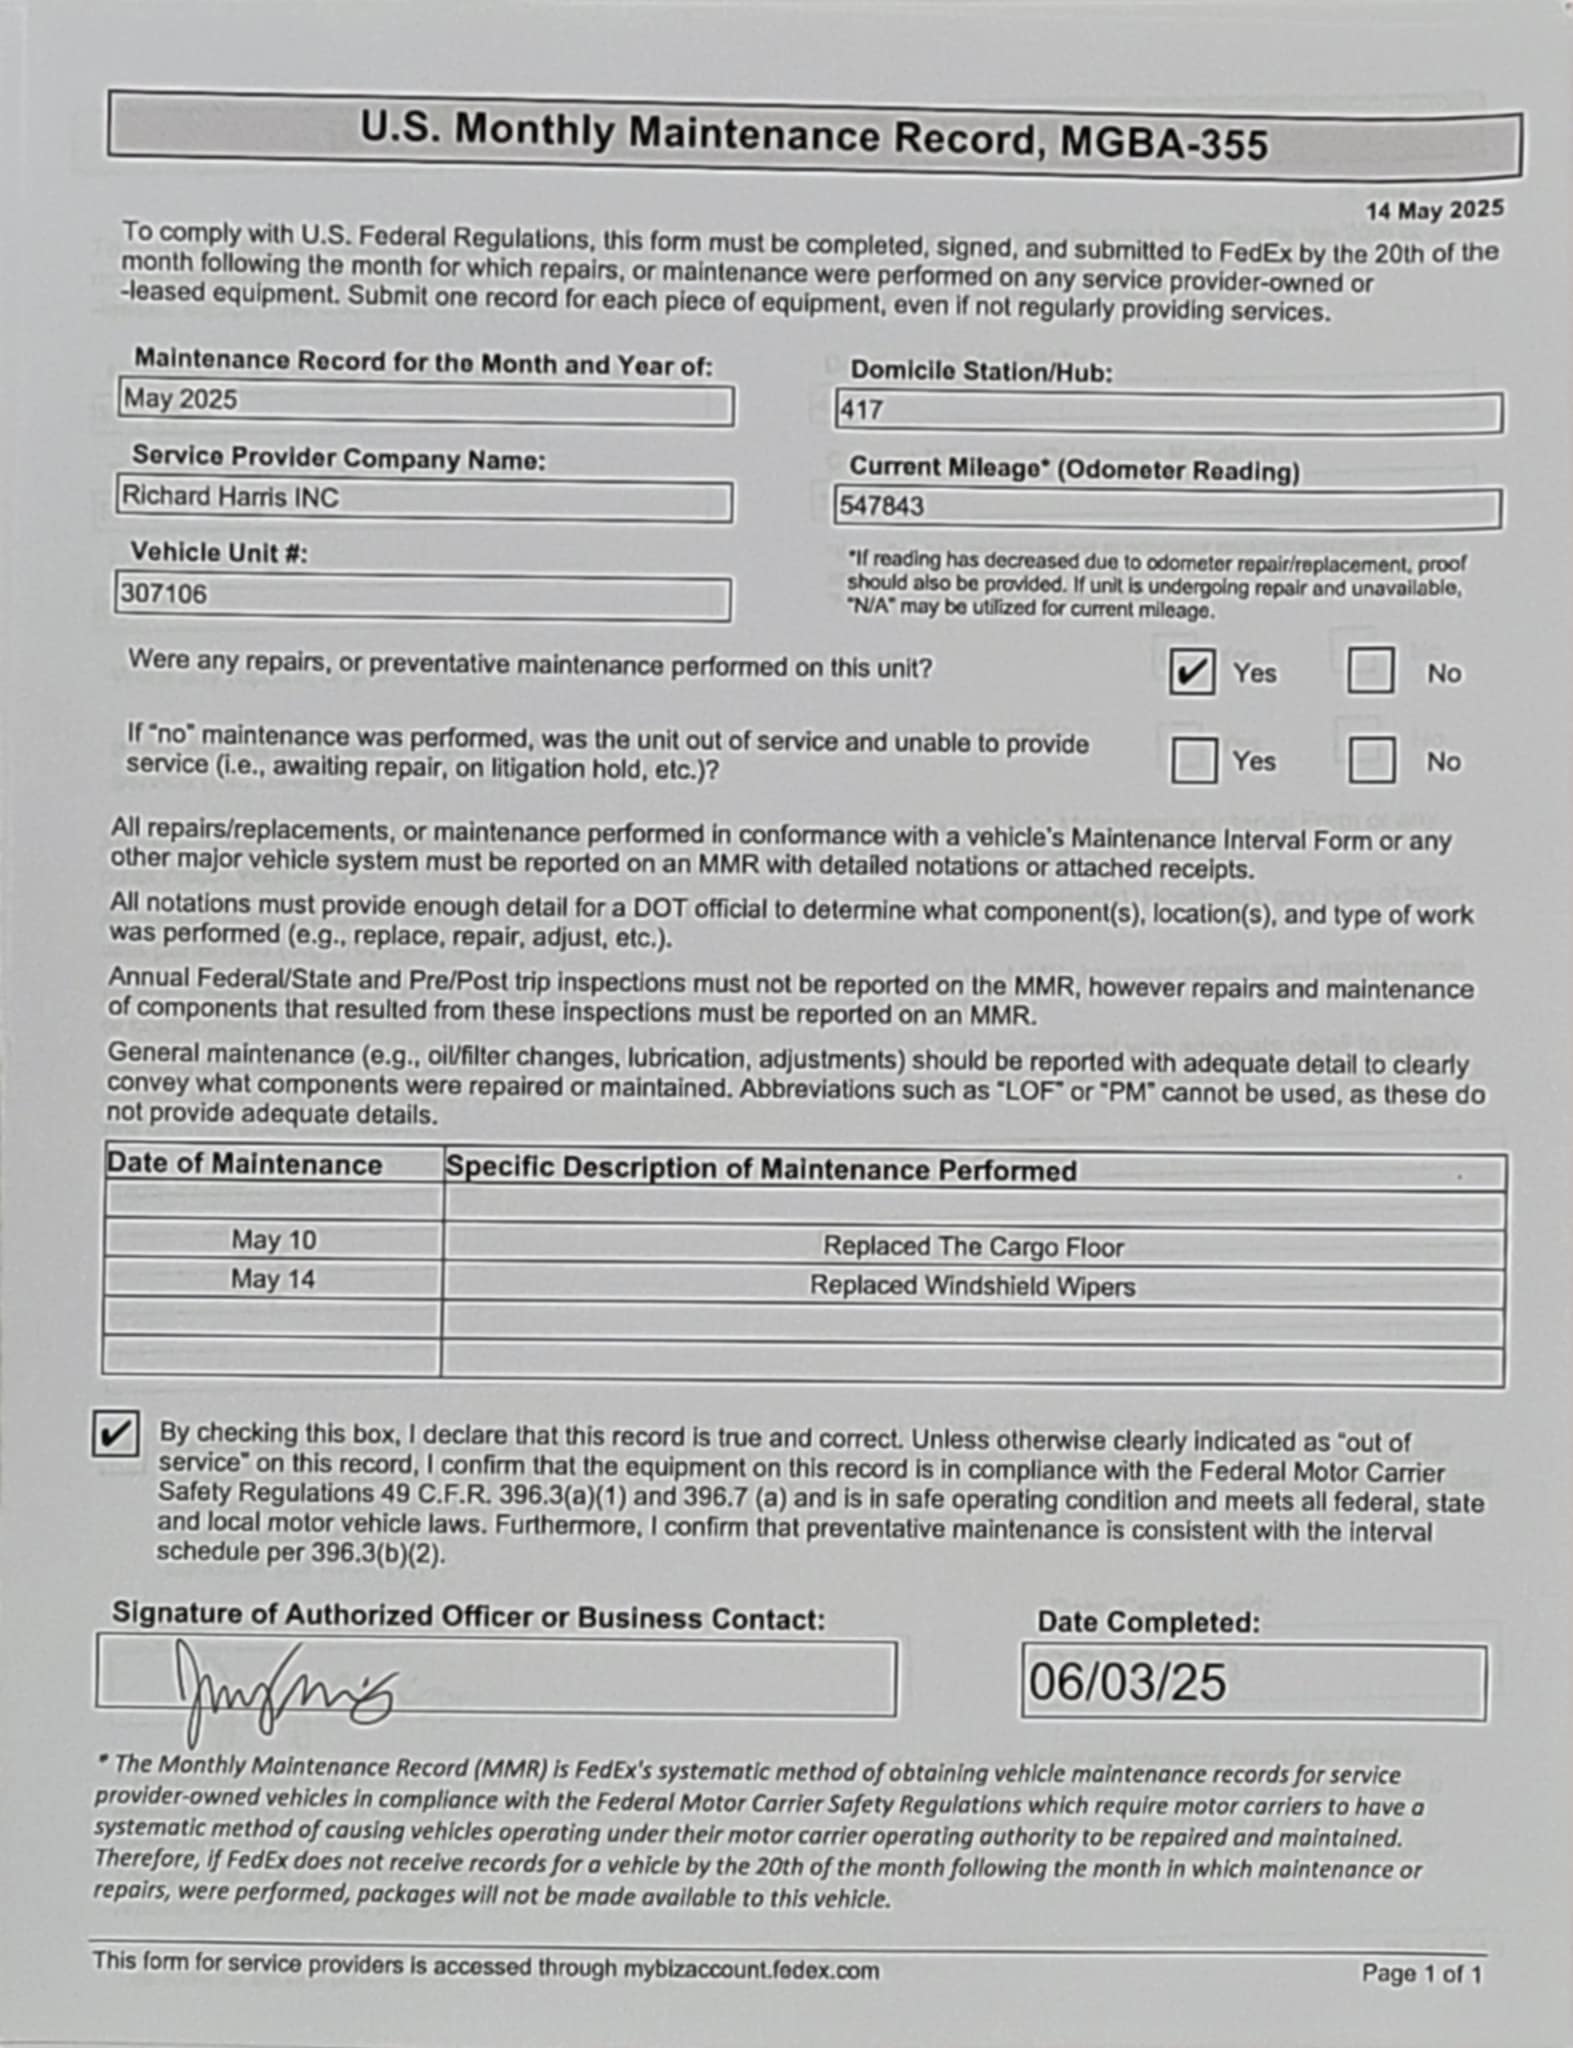 U.S. Monthly Maintenance Record, MGBA-355
14 May 2025
To comply with U.S. Federal Regulations, this form must be completed, signed, and submitted to FedEx by the 20th of the
month following the month for which repairs, or maintenance were performed on any service provider-owned or
-leased equipment. Submit one record for each piece of equipment, even if not regularly providing services.
Maintenance Record for the Month and Year of:
May 2025
Domicile Station/Hub:
417
Service Provider Company Name:
Richard Harris INC
Current Mileage* (Odometer Reading)
547843
Vehicle Unit #:
307106
*If reading has decreased due to odometer repair/replacement, proof
should also be provided. If unit is undergoing repair and unavailable,
"N/A" may be utilized for current mileage.
Were any repairs, or preventative maintenance performed on this unit? ✔ Yes No
If "no" maintenance was performed, was the unit out of service and unable to provide
service (i.e., awaiting repair, on litigation hold, etc.)? Yes No
All repairs/replacements, or maintenance performed in conformance with a vehicle's Maintenance Interval Form or any
other major vehicle system must be reported on an MMR with detailed notations or attached receipts.
All notations must provide enough detail for a DOT official to determine what component(s), location(s), and type of work
was performed (e.g., replace, repair, adjust, etc.).
Annual Federal/State and Pre/Post trip inspections must not be reported on the MMR, however repairs and maintenance
of components that resulted from these inspections must be reported on an MMR.
General maintenance (e.g., oil/filter changes, lubrication, adjustments) should be reported with adequate detail to clearly
convey what components were repaired or maintained. Abbreviations such as "LOF" or "PM" cannot be used, as these do
not provide adequate details.
Date of Maintenance Specific Description of Maintenance Performed
May 10 Replaced The Cargo Floor
May 14 Replaced Windshield Wipers
✔ By checking this box, I declare that this record is true and correct. Unless otherwise clearly indicated as "out of
service" on this record, I confirm that the equipment on this record is in compliance with the Federal Motor Carrier
Safety Regulations 49 C.F.R. 396.3(a)(1) and 396.7 (a) and is in safe operating condition and meets all federal, state
and local motor vehicle laws. Furthermore, I confirm that preventative maintenance is consistent with the interval
schedule per 396.3(b)(2).
Signature of Authorized Officer or Business Contact:
Date Completed:
06/03/25
* The Monthly Maintenance Record (MMR) is FedEx's systematic method of obtaining vehicle maintenance records for service
provider-owned vehicles in compliance with the Federal Motor Carrier Safety Regulations which require motor carriers to have a
systematic method of causing vehicles operating under their motor carrier operating authority to be repaired and maintained.
Therefore, if FedEx does not receive records for a vehicle by the 20th of the month following the month in which maintenance or
repairs, were performed, packages will not be made available to this vehicle.
This form for service providers is accessed through mybizaccount.fedex.com
Page 1 of 1